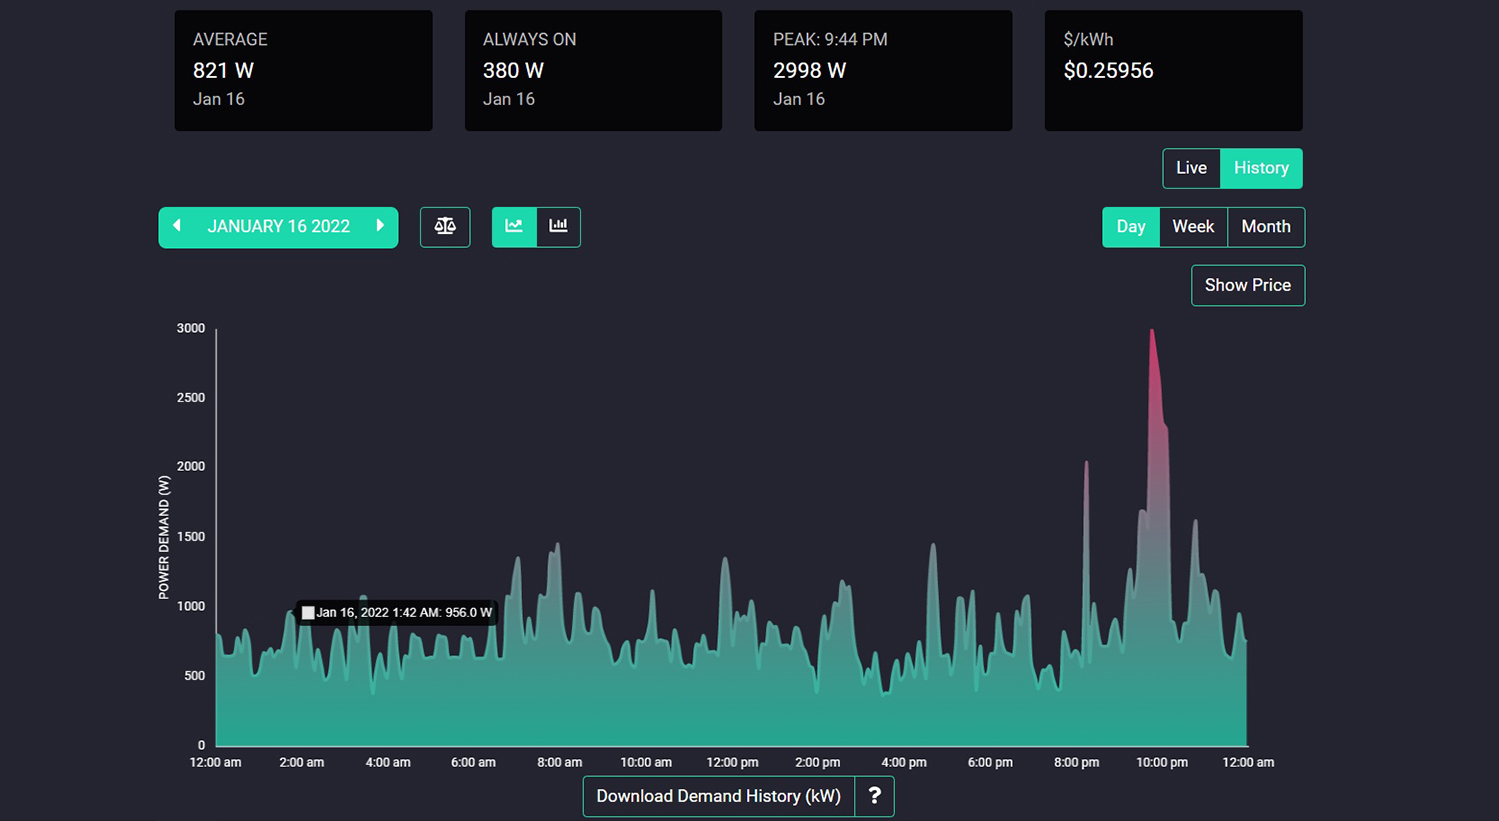 AVERAGE
821 W
Jan 16
ALWAYS ON
380 W
Jan 16
PEAK: 9:44 PM
2998 W
Jan 16
$/kWh
$0.25956
Live History
JANUARY 16 2022
Day Week Month
Show Price
POWER DEMAND (W)
3000
2500
2000
1500
1000
500
0
Jan 16, 2022 1:42 AM: 956.0 W
12:00 am 2:00 am 4:00 am 6:00 am 8:00 am 10:00 am 12:00 pm 2:00 pm 4:00 pm 6:00 pm 8:00 pm 10:00 pm 12:00 am
Download Demand History (kW) ?